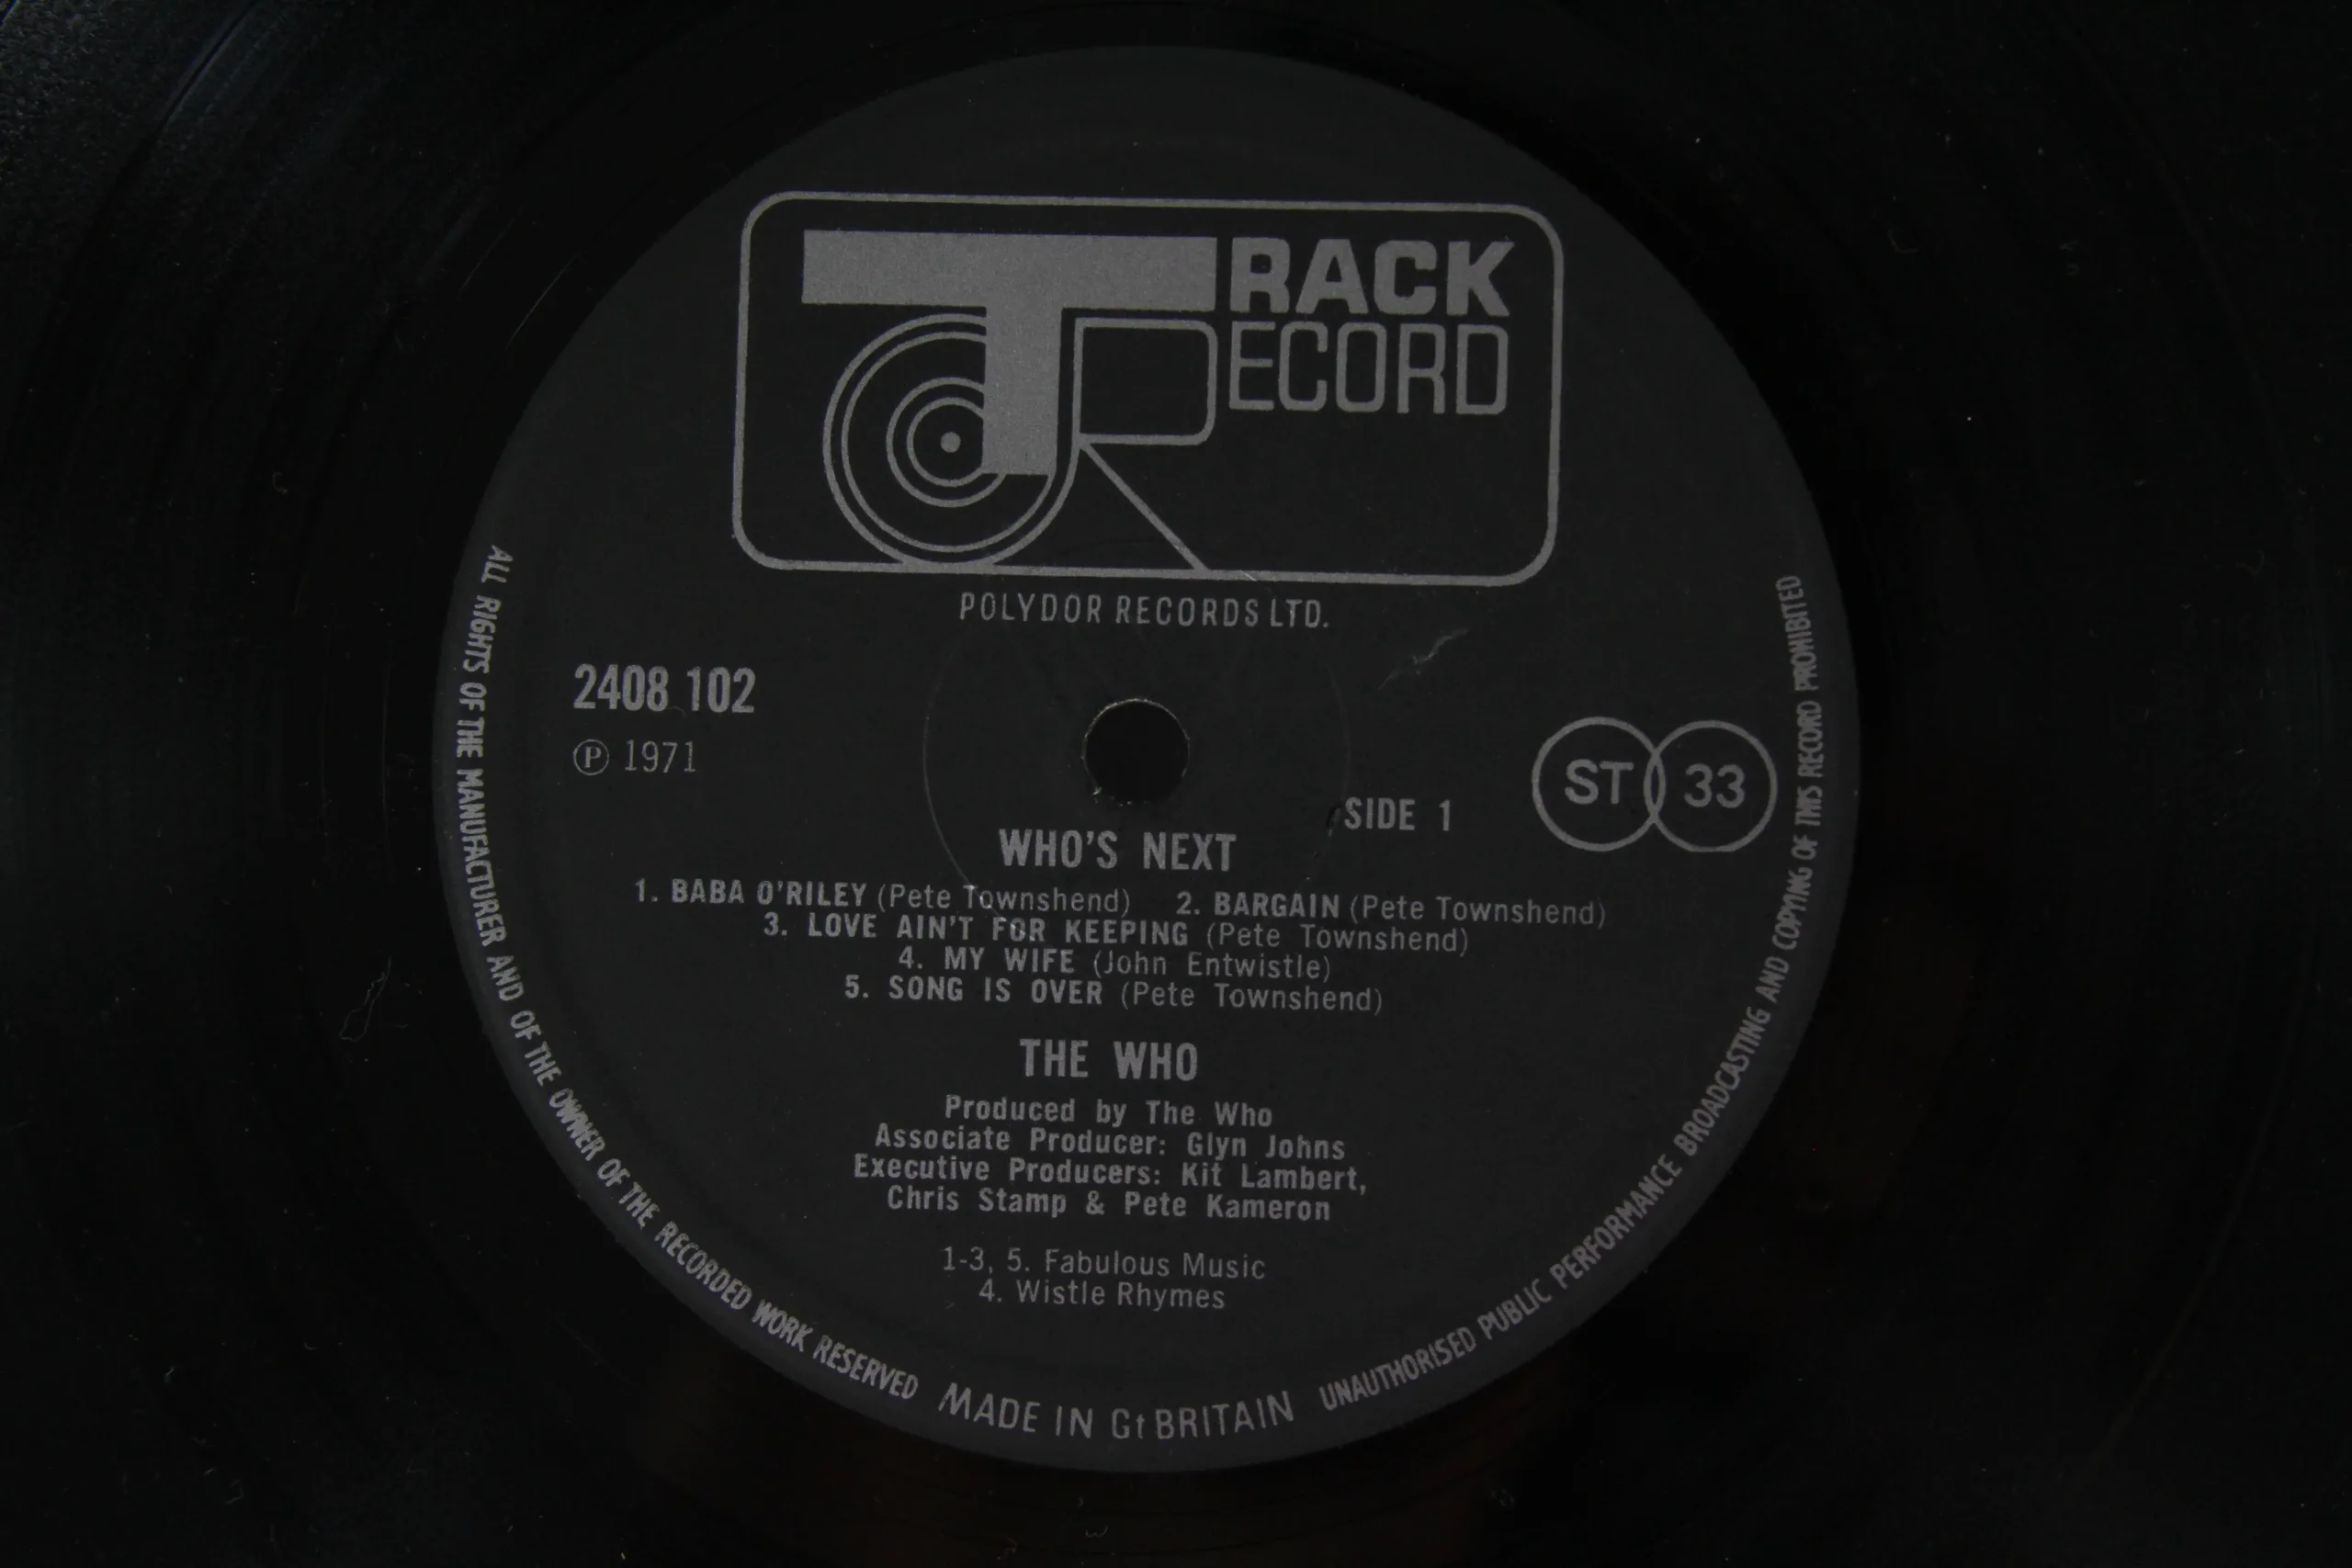 TRACK
RECORD
POLYDOR RECORDS LTD.
2408 102
Ⓟ 1971
SIDE 1
ST 33
WHO'S NEXT
1. BABA O'RILEY (Pete Townshend) 2. BARGAIN (Pete Townshend)
3. LOVE AIN'T FOR KEEPING (Pete Townshend)
4. MY WIFE (John Entwistle)
5. SONG IS OVER (Pete Townshend)
THE WHO
Produced by The Who
Associate Producer: Glyn Johns
Executive Producers: Kit Lambert,
Chris Stamp & Pete Kameron
1-3, 5. Fabulous Music
4. Wistle Rhymes
ALL RIGHTS OF THE MANUFACTURER AND OF THE OWNER OF THE RECORDED WORK RESERVED
MADE IN Gt BRITAIN
UNAUTHORISED PUBLIC PERFORMANCE BROADCASTING AND COPYING OF THIS RECORD PROHIBITED